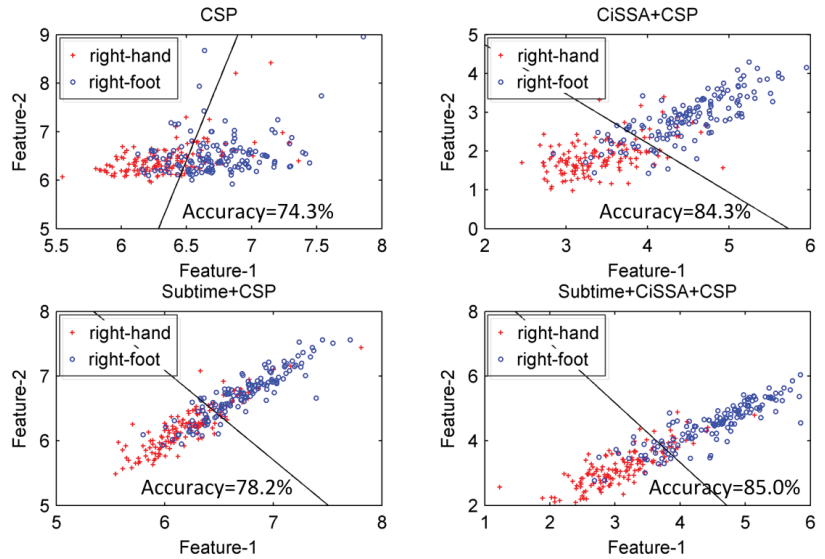 CSP
9
8
7
6
5
Feature-2
right-hand
right-foot
Accuracy=74.3%
5.5 6 6.5 7 7.5 8
Feature-1
CiSSA+CSP
5
4
3
2
1
0
Feature-2
right-hand
right-foot
Accuracy=84.3%
2 3 4 5 6
Feature-1
Subtime+CSP
8
7
6
5
Feature-2
right-hand
right-foot
Accuracy=78.2%
5 6 7 8
Feature-1
Subtime+CiSSA+CSP
8
6
4
2
Feature-2
right-hand
right-foot
Accuracy=85.0%
1 2 3 4 5 6
Feature-1